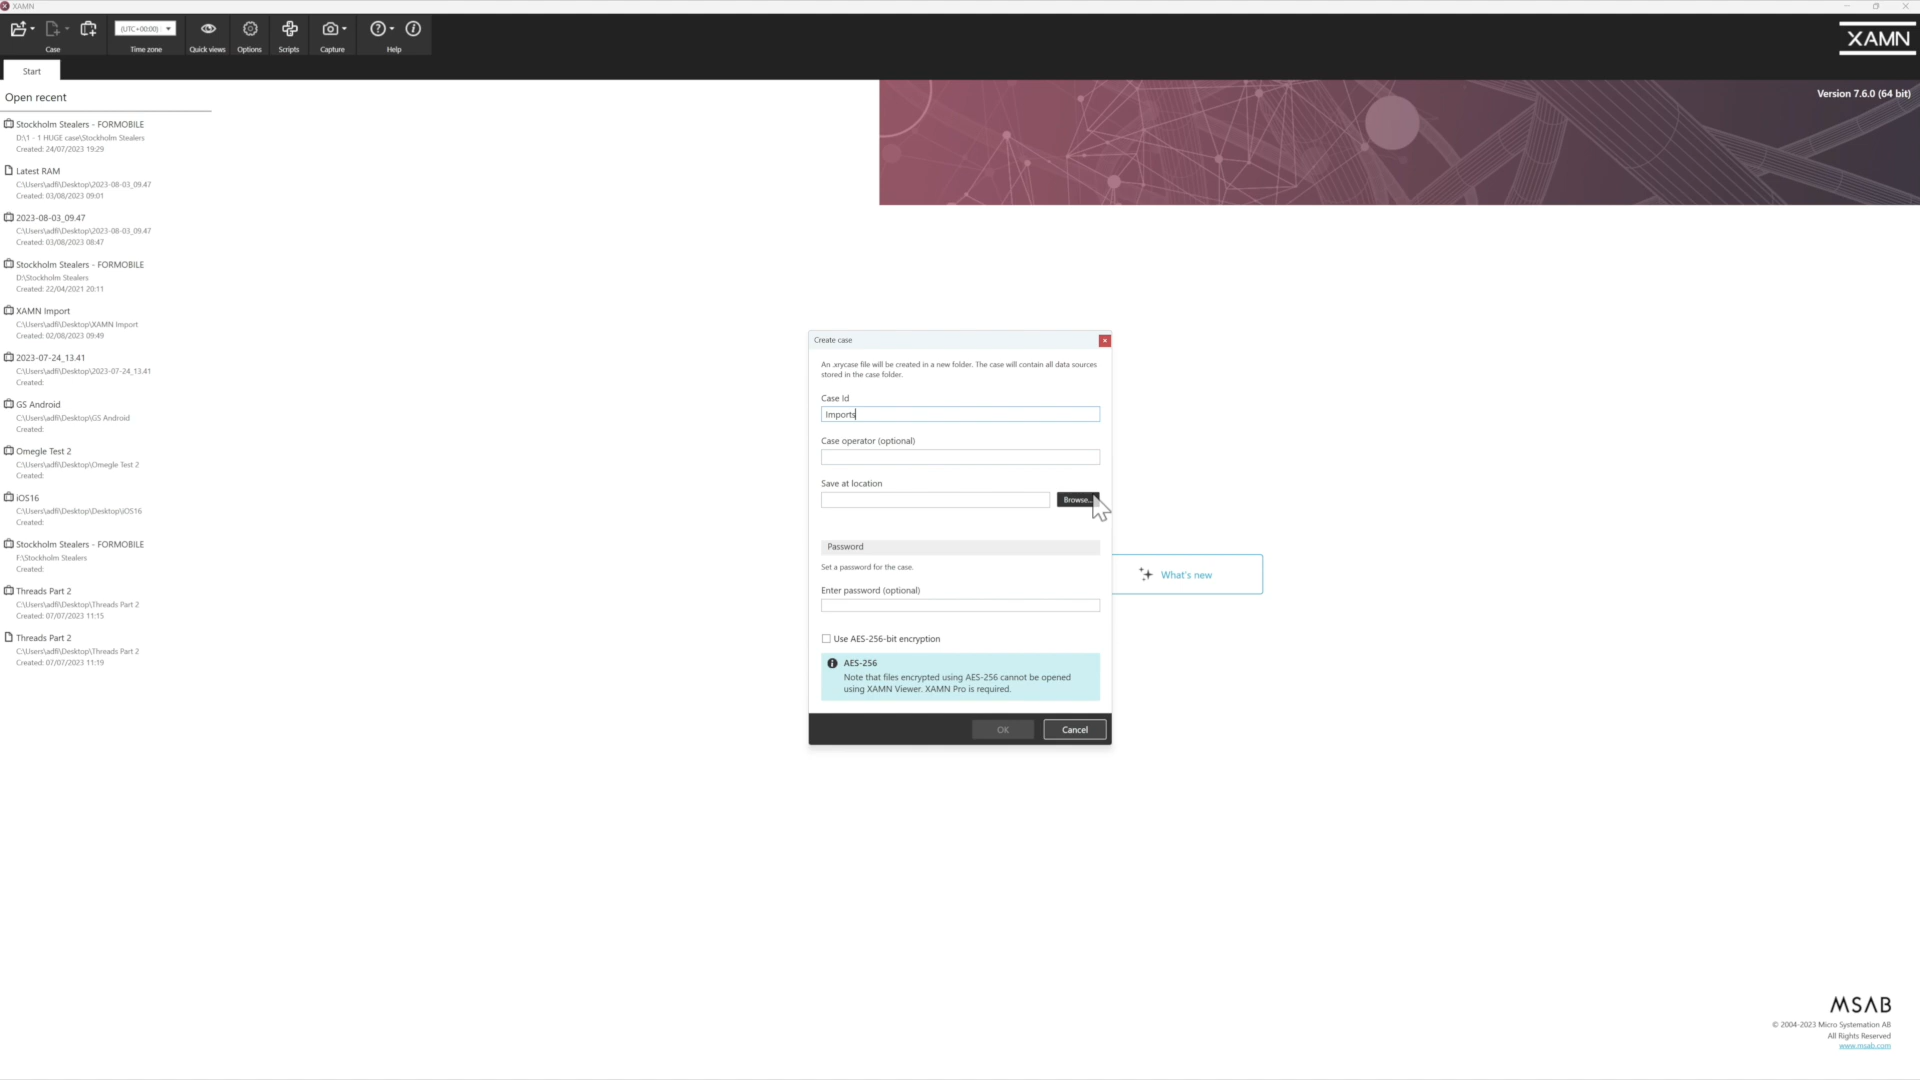 XAMN
(UTC+00:00)
Case
Time zone
Quick views
Options
Scripts
Capture
Help
XAMN
Start
Version 7.6.0 (64 bit)
Open recent
Stockholm Stealers - FORMOBILE
D:\1 - 1 HUGE case\Stockholm Stealers
Created: 24/07/2023 19:29
Latest RAM
C:\Users\adfi\Desktop\2023-08-03_09.47
Created: 03/08/2023 09:01
2023-08-03_09.47
C:\Users\adfi\Desktop\2023-08-03_09.47
Created: 03/08/2023 08:47
Stockholm Stealers - FORMOBILE
D:\Stockholm Stealers
Created: 22/04/2021 20:11
XAMN Import
C:\Users\adfi\Desktop\XAMN Import
Created: 02/08/2023 09:49
2023-07-24_13.41
C:\Users\adfi\Desktop\2023-07-24_13.41
Created:
GS Android
C:\Users\adfi\Desktop\GS Android
Created:
Omegle Test 2
C:\Users\adfi\Desktop\Omegle Test 2
Created:
iOS16
C:\Users\adfi\Desktop\Desktop\iOS16
Created:
Stockholm Stealers - FORMOBILE
F:\Stockholm Stealers
Created:
Threads Part 2
C:\Users\adfi\Desktop\Threads Part 2
Created: 07/07/2023 11:15
Threads Part 2
C:\Users\adfi\Desktop\Threads Part 2
Created: 07/07/2023 11:19
Create case
An .xrycase file will be created in a new folder. The case will contain all data sources
stored in the case folder.
Case Id
Imports
Case operator (optional)
Save at location
Browse...
Password
Set a password for the case.
Enter password (optional)
Use AES-256-bit encryption
AES-256
Note that files encrypted using AES-256 cannot be opened
using XAMN Viewer. XAMN Pro is required.
OK
Cancel
What's new
MSAB
© 2004-2023 Micro Systemation AB
All Rights Reserved
www.msab.com